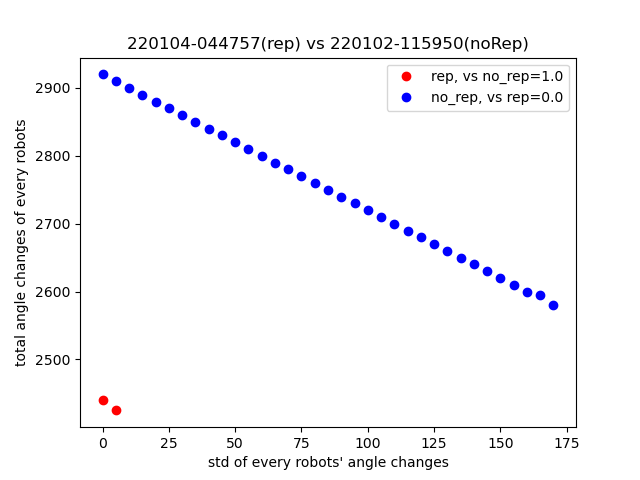 220104-044757(rep) vs 220102-115950(noRep)
rep, vs no_rep=1.0
no_rep, vs rep=0.0
total angle changes of every robots
2900
2800
2700
2600
2500
0 25 50 75 100 125 150 175
std of every robots' angle changes